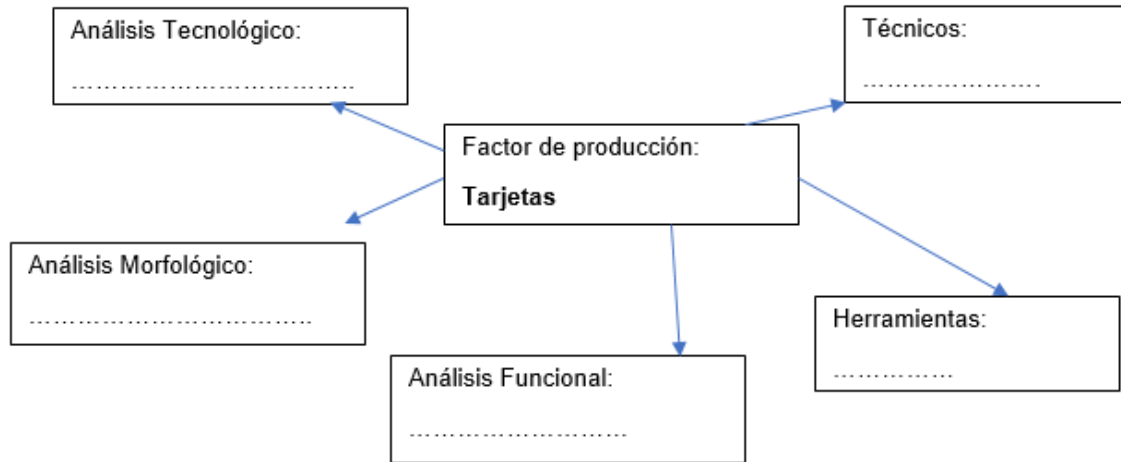 Análisis Tecnológico:
……………………………..
Técnicos:
………………….
Factor de producción:
Tarjetas
Análisis Morfológico:
……………………………..
Herramientas:
……………
Análisis Funcional:
………………………